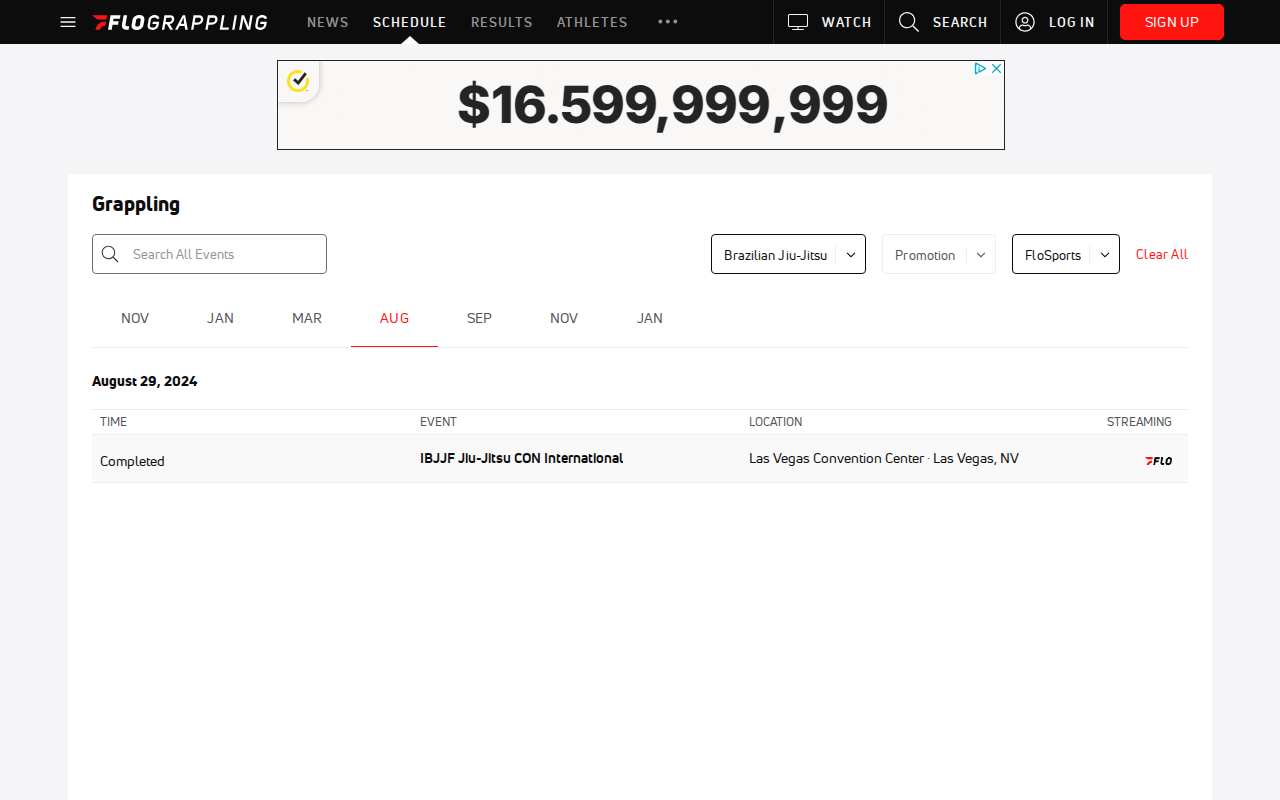 FLOGRAPPLING NEWS SCHEDULE RESULTS ATHLETES ••• WATCH SEARCH LOG IN SIGN UP
$16.599,999,999
Grappling
Search All Events Brazilian Jiu-Jitsu Promotion FloSports Clear All
NOV JAN MAR AUG SEP NOV JAN
August 29, 2024
TIME EVENT LOCATION STREAMING
Completed IBJJF Jiu-Jitsu CON International Las Vegas Convention Center · Las Vegas, NV FLO